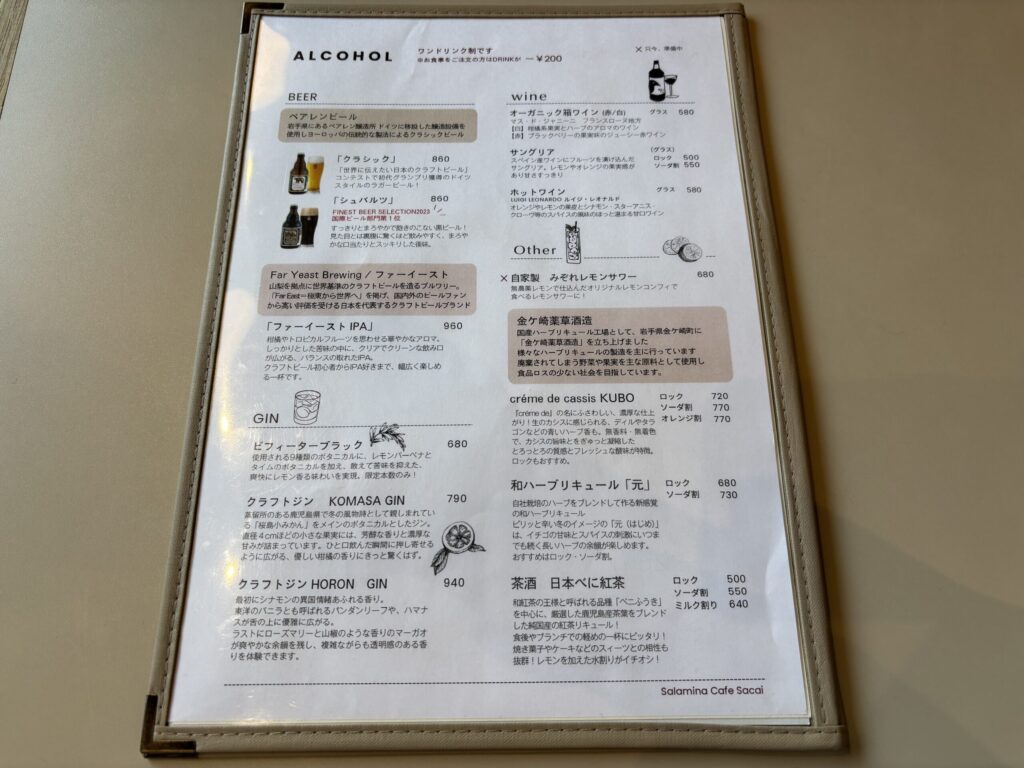 ALCOHOL
ワンドリンク制です
※お食事をご注文の方はDRINKが －￥200
× 只今、準備中
BEER
ベアレンビール
岩手県にあるベアレン醸造所 ドイツに移設した醸造設備を
使用しヨーロッパの伝統的な製法によるクラシックビール
「クラシック」 860
「世界に伝えたい日本のクラフトビール」
コンテストで初代グランプリ獲得のドイツ
スタイルのラガービール！
「シュバルツ」 860
FINEST BEER SELECTION2023
国際ビール部門第１位
すっきりとまろやかで飽きのこない黒ビール！
見た目とは裏腹に驚くほど飲みやすく、まろや
かな口当たりとスッキリした後味。
Far Yeast Brewing / ファーイースト
山梨を拠点に世界基準のクラフトビールを造るブルワリー。
「Far East＝極東から世界へ」を掲げ、国内外のビールファン
から高い評価を受ける日本を代表するクラフトビールブランド
「ファーイースト IPA」 960
柑橘やトロピカルフルーツを思わせる華やかなアロマ。
しっかりとした苦味の中に、クリアでクリーンな飲み口
が広がる、バランスの取れたIPA。
クラフトビール初心者からIPA好きまで、幅広く楽しめ
る一杯です。
GIN
ビフィーターブラック 680
使用される9種類のボタニカルに、レモンバーベナと
タイムのボタニカルを加え、敢えて苦味を抑えた、
爽快にレモン香る味わいを実現。限定本数のみ！
クラフトジン KOMASA GIN 790
蒸留所のある鹿児島県で冬の風物詩として親しまれてい
る「桜島小みかん」をメインのボタニカルとしたジン。
直径４cmほどの小さな果実には、芳醇な香りと濃厚な
甘みが詰まっています。ひと口飲んだ瞬間に押し寄せる
ように広がる、優しい柑橘の香りにきっと驚くはず。
クラフトジン HORON GIN 940
最初にシナモンの異国情緒あふれる香り。
東洋のバニラとも呼ばれるパンダンリーフや、ハマナ
スが舌の上に優雅に広がる。
ラストにローズマリーと山椒のような香りのマーガオ
が爽やかな余韻を残し、複雑ながらも透明感のある香
りを体験できます。
wine
オーガニック箱ワイン (赤/白) グラス 580
マス・ド・ジャニーニ フランスローヌ地方
【白】柑橘系果実とハーブのアロマのワイン
【赤】ブラックベリーの果実味のジューシー赤ワイン
サングリア (グラス)
スペイン産ワインにフルーツを漬け込んだ
サングリア。レモンやオレンジの果実感が
あり甘さすっきり
ロック 500
ソーダ割 550
ホットワイン グラス 580
LUIGI LEONARDO ルイジ・レオナルド
オレンジやレモンの果皮とシナモン・スターアニス・
クローヴ等のスパイスの風味のほっと温まる甘口ワイン
Other
× 自家製 みぞれレモンサワー 680
無農薬レモンで仕込んだオリジナルレモンコンフィで
食べるレモンサワーに！
金ケ崎薬草酒造
国産ハーブリキュール工場として、岩手県金ケ崎町に
「金ケ崎薬草酒造」を立ち上げました
様々なハーブリキュールの製造を主に行っています
廃棄されてしまう野菜や果実を主な原料として使用し
食品ロスの少ない社会を目指しています。
créme de cassis KUBO
ロック 720
ソーダ割 770
オレンジ割 770
「créme de」の名にふさわしい、濃厚な仕上
がり！生のカシスに感じられる、ディルやタラ
ゴンなどの青いハーブ香も。無香料・無着色
で、カシスの旨味とをぎゅっと凝縮した
とろっとろの質感とフレッシュな酸味が特徴。
ロックもおすすめ。
和ハーブリキュール「元」
ロック 680
ソーダ割 730
自社栽培のハーブをブレンドして作る新感覚
の和ハーブリキュール
ピリッと辛い冬のイメージの「元（はじめ）」
は、イチゴの甘味とスパイスの刺激にいつま
でも続く長いハーブの余韻が楽しめます。
おすすめはロック・ソーダ割。
茶酒 日本べに紅茶
ロック 500
ソーダ割 550
ミルク割り 640
和紅茶の王様と呼ばれる品種「べにふうき」
を中心に、厳選した鹿児島産茶葉をブレンド
した純国産の紅茶リキュール！
食後やブランチでの軽めの一杯にピッタリ！
焼き菓子やケーキなどのスィーツとの相性も
抜群！レモンを加えた水割りがイチオシ！
Salamina Cafe Sacai